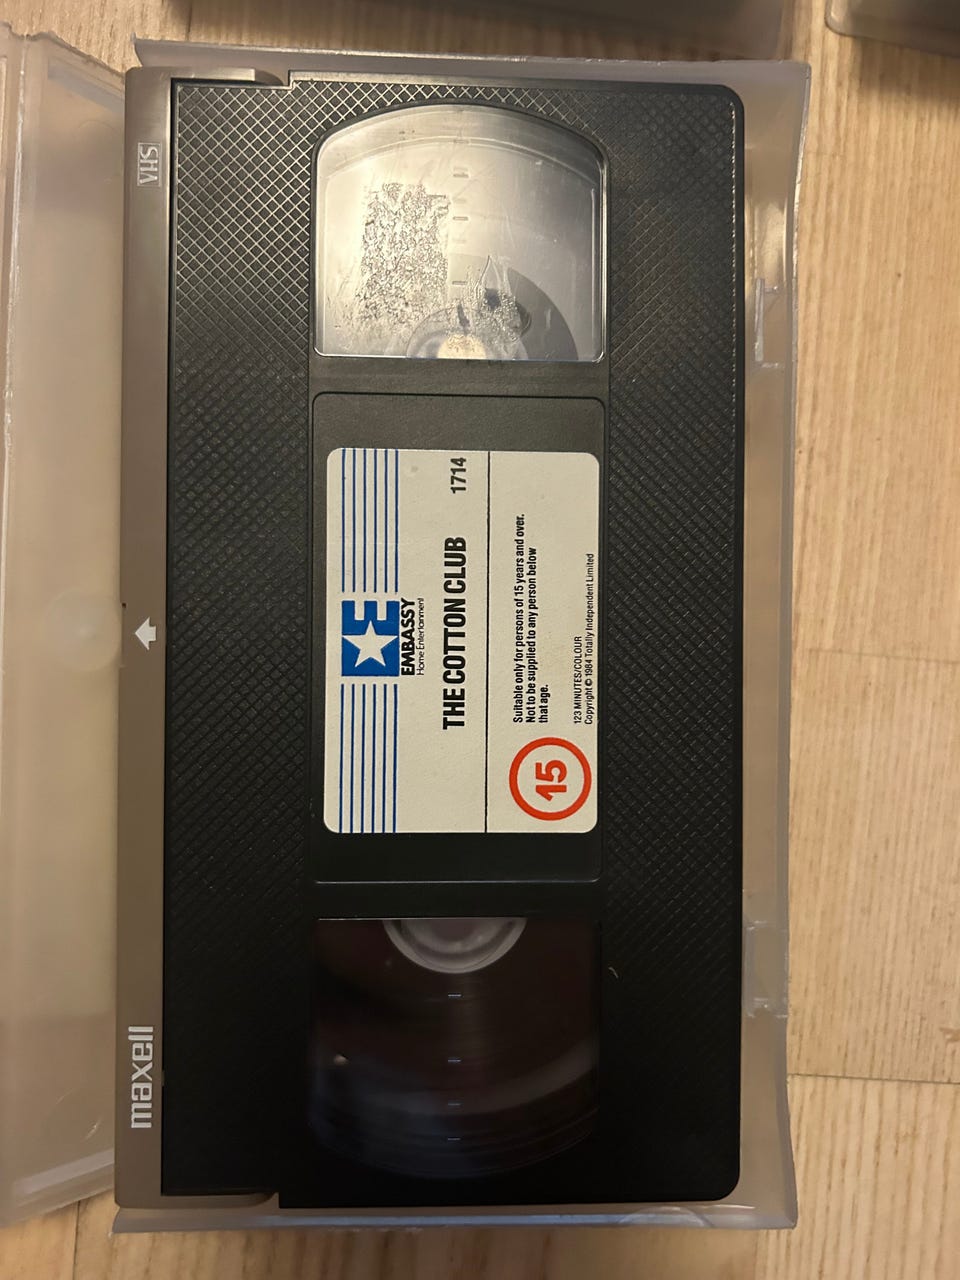 VHS
maxell
EMBASSY
Home Entertainment
THE COTTON CLUB
1714
15
Suitable only for persons of 15 years and over.
Not to be supplied to any person below
that age.
123 MINUTES/COLOUR
Copyright © 1984 Totally Independent Limited